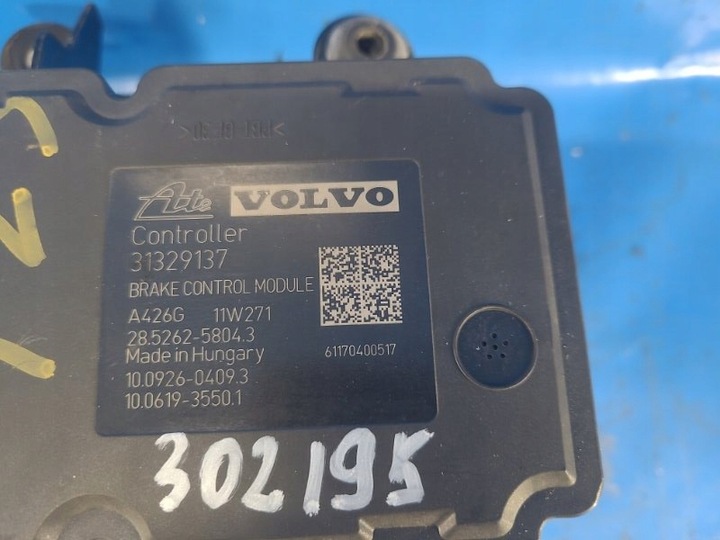 Ate VOLVO
Controller
31329137
BRAKE CONTROL MODULE
A426G 11W271
28.5262-5804.3
Made in Hungary
61170400517
10.0926-0409.3
10.0619-3550.1
302195